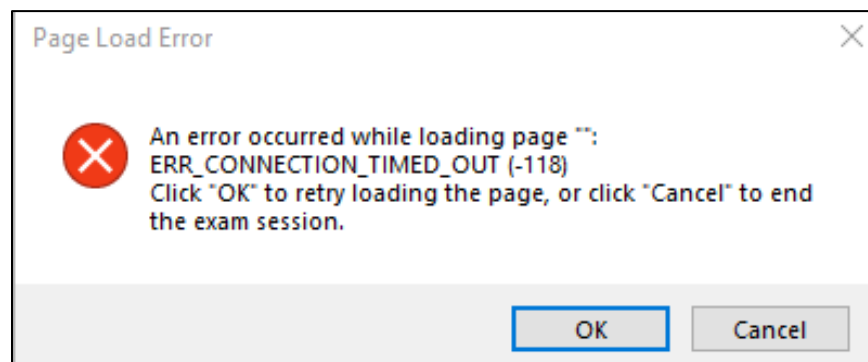 Page Load Error
An error occurred while loading page "":
ERR_CONNECTION_TIMED_OUT (-118)
Click "OK" to retry loading the page, or click "Cancel" to end
the exam session.
OK
Cancel